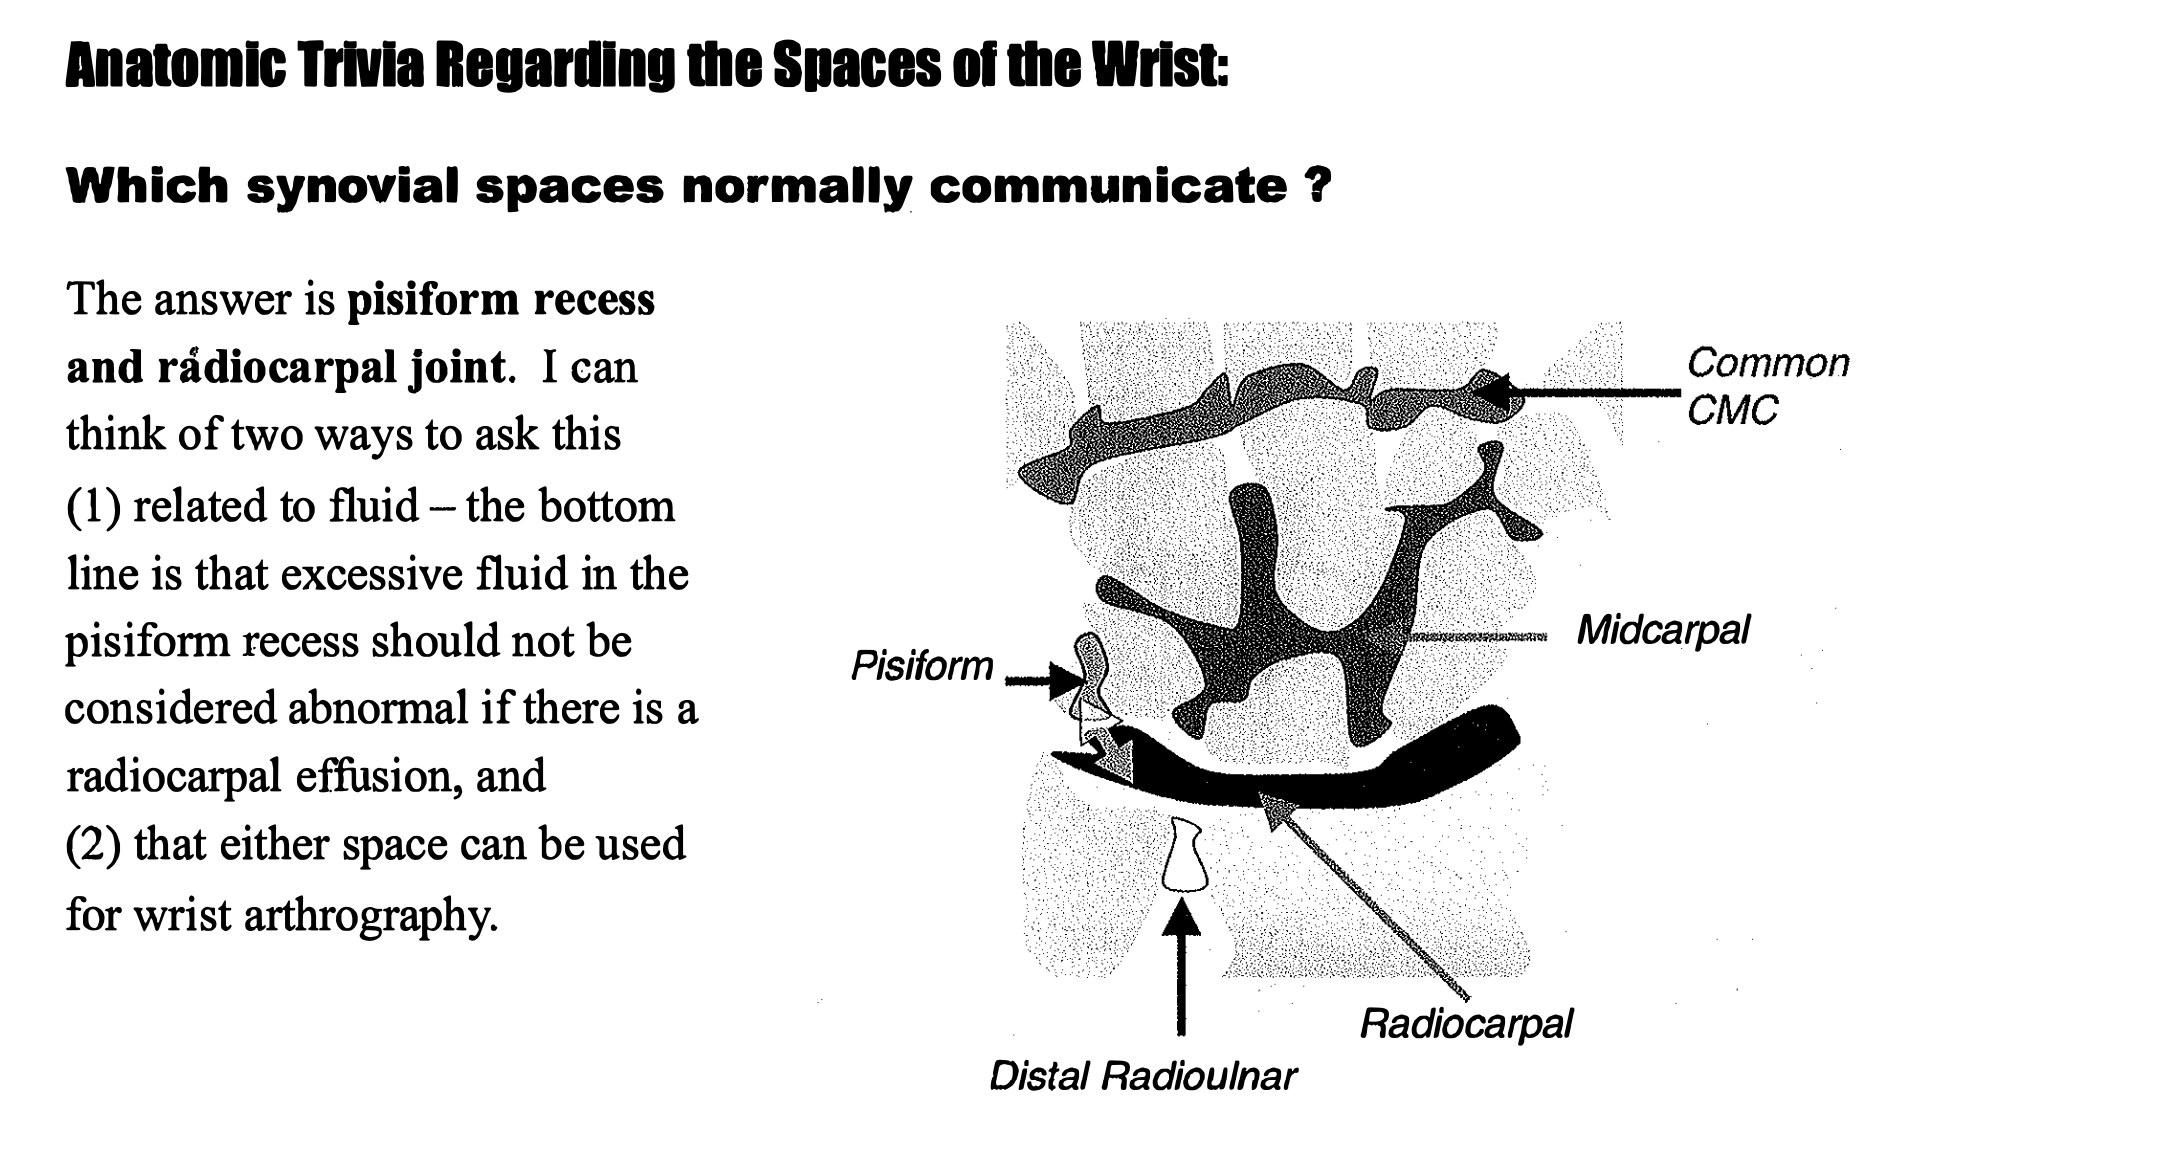 Anatomic Trivia Regarding the Spaces of the Wrist:
Which synovial spaces normally communicate ?
The answer is pisiform recess
and radiocarpal joint. I can
think of two ways to ask this
(1) related to fluid – the bottom
line is that excessive fluid in the
pisiform recess should not be
considered abnormal if there is a
radiocarpal effusion, and
(2) that either space can be used
for wrist arthrography.
Common
CMC
Midcarpal
Pisiform
Radiocarpal
Distal Radioulnar